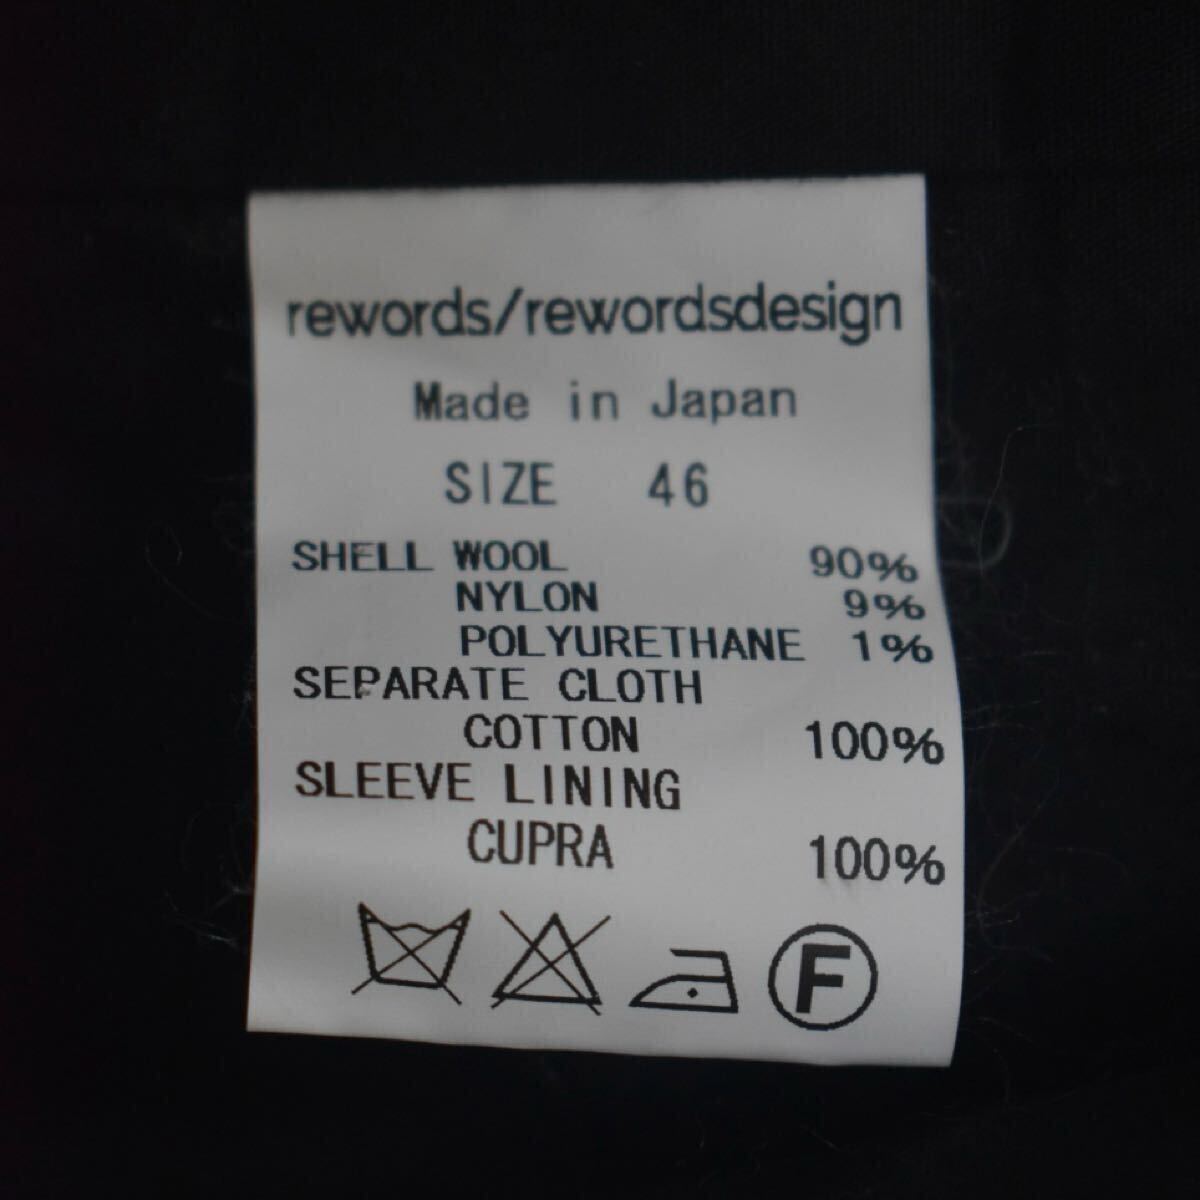 rewords/rewordsdesign
Made in Japan
SIZE 46
SHELL WOOL 90%
NYLON 9%
POLYURETHANE 1%
SEPARATE CLOTH
COTTON 100%
SLEEVE LINING
CUPRA 100%
F